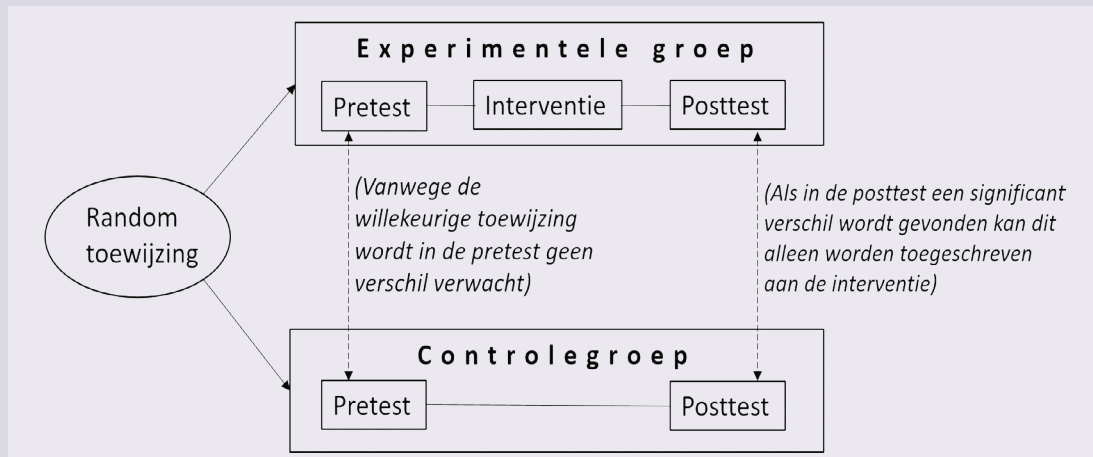 Experimentele groep
Pretest
Interventie
Posttest
Random
toewijzing
(Vanwege de
willekeurige toewijzing
wordt in de pretest geen
verschil verwacht)
(Als in de posttest een significant
verschil wordt gevonden kan dit
alleen worden toegeschreven
aan de interventie)
Controlegroep
Pretest
Posttest